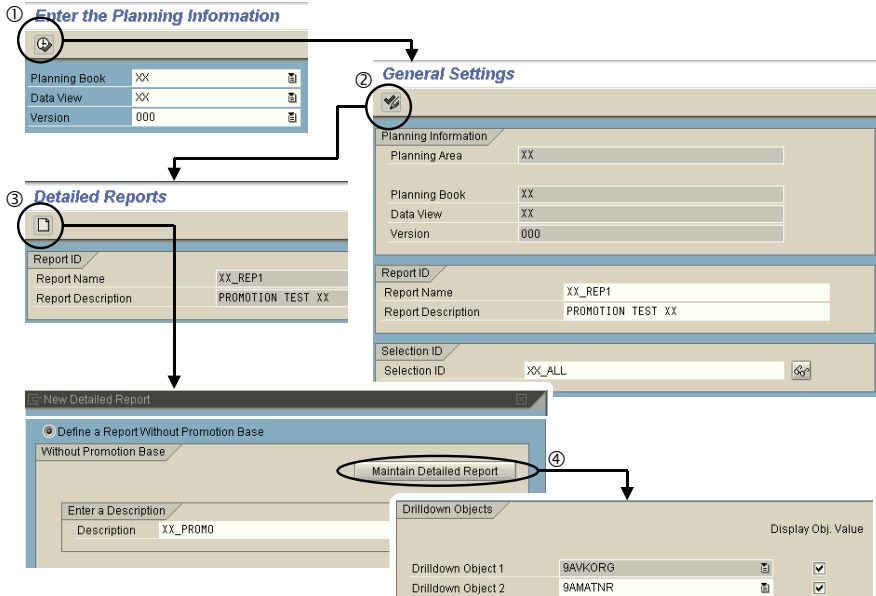 ① Enter the Planning Information
Planning Book XX
Data View XX
Version 000
② General Settings
Planning Information
Planning Area XX
Planning Book XX
Data View XX
Version 000
Report ID
Report Name XX_REP1
Report Description PROMOTION TEST XX
Selection ID
Selection ID XX_ALL
③ Detailed Reports
Report ID
Report Name XX_REP1
Report Description PROMOTION TEST XX
New Detailed Report
Define a Report Without Promotion Base
Without Promotion Base
Maintain Detailed Report ④
Enter a Description
Description XX_PROMO
Drilldown Objects
Display Obj. Value
Drilldown Object 1 9AVKORG
Drilldown Object 2 9AMATNR